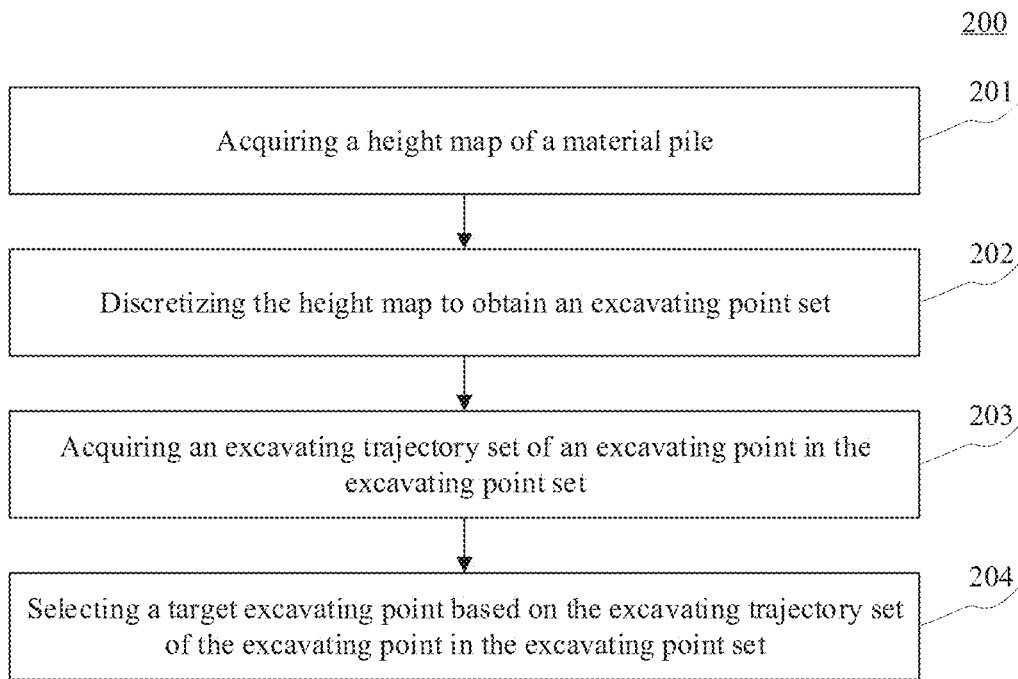 200
201
Acquiring a height map of a material pile
202
Discretizing the height map to obtain an excavating point set
203
Acquiring an excavating trajectory set of an excavating point in the
excavating point set
204
Selecting a target excavating point based on the excavating trajectory set
of the excavating point in the excavating point set